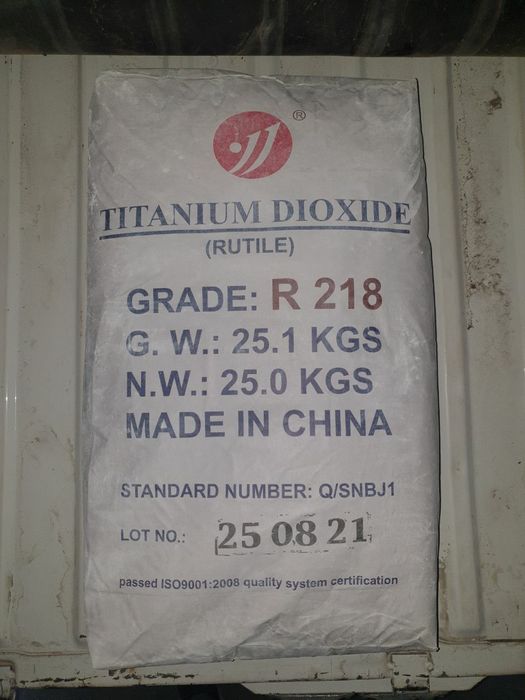 ®
TITANIUM DIOXIDE
(RUTILE)
GRADE: R 218
G. W.: 25.1 KGS
N.W.: 25.0 KGS
MADE IN CHINA
STANDARD NUMBER: Q/SNBJ1
LOT NO.: 25 08 21
passed ISO9001:2008 quality system certification